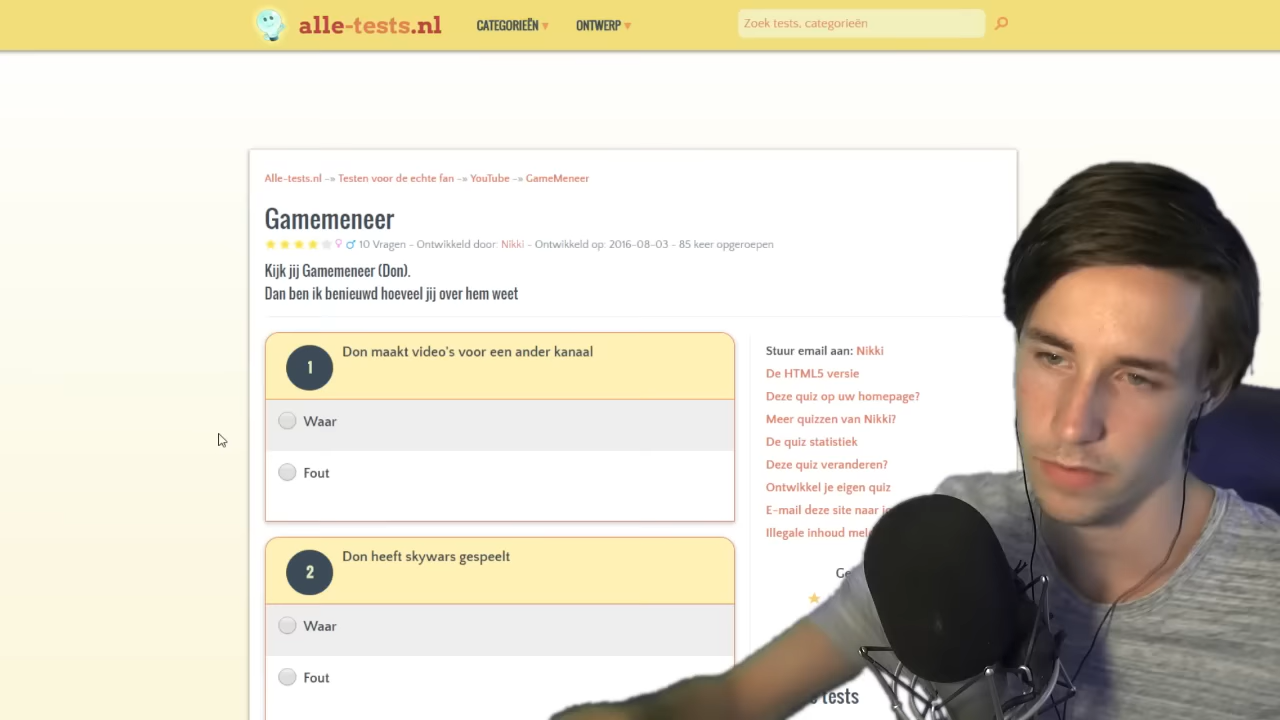 alle-tests.nl
CATEGORIEËN ▼ ONTWERP ▼
Zoek tests, categorieën
Alle-tests.nl -» Testen voor de echte fan -» YouTube -» GameMeneer
Gamemeneer
10 Vragen - Ontwikkeld door: Nikki - Ontwikkeld op: 2016-08-03 - 85 keer opgeroepen
Kijk jij Gamemeneer (Don).
Dan ben ik benieuwd hoeveel jij over hem weet
1 Don maakt video's voor een ander kanaal
Waar
Fout
2 Don heeft skywars gespeelt
Waar
Fout
Stuur email aan: Nikki
De HTML5 versie
Deze quiz op uw homepage?
Meer quizzen van Nikki?
De quiz statistiek
Deze quiz veranderen?
Ontwikkel je eigen quiz
E-mail deze site naar
Illegale inhoud
tests